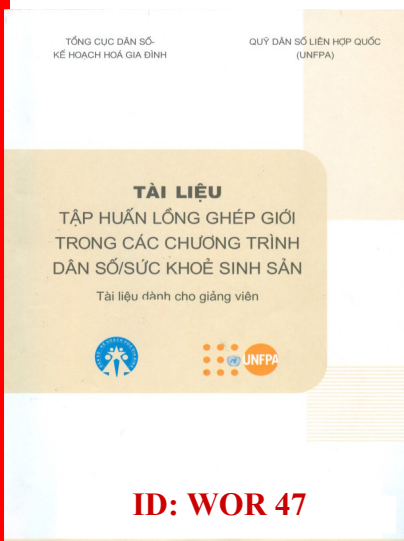 TỔNG CỤC DÂN SỐ-
KẾ HOẠCH HOÁ GIA ĐÌNH
QUỸ DÂN SỐ LIÊN HỢP QUỐC
(UNFPA)
TÀI LIỆU
TẬP HUẤN LỒNG GHÉP GIỚI
TRONG CÁC CHƯƠNG TRÌNH
DÂN SỐ/SỨC KHOẺ SINH SẢN
Tài liệu dành cho giảng viên
UNFPA
ID: WOR 47